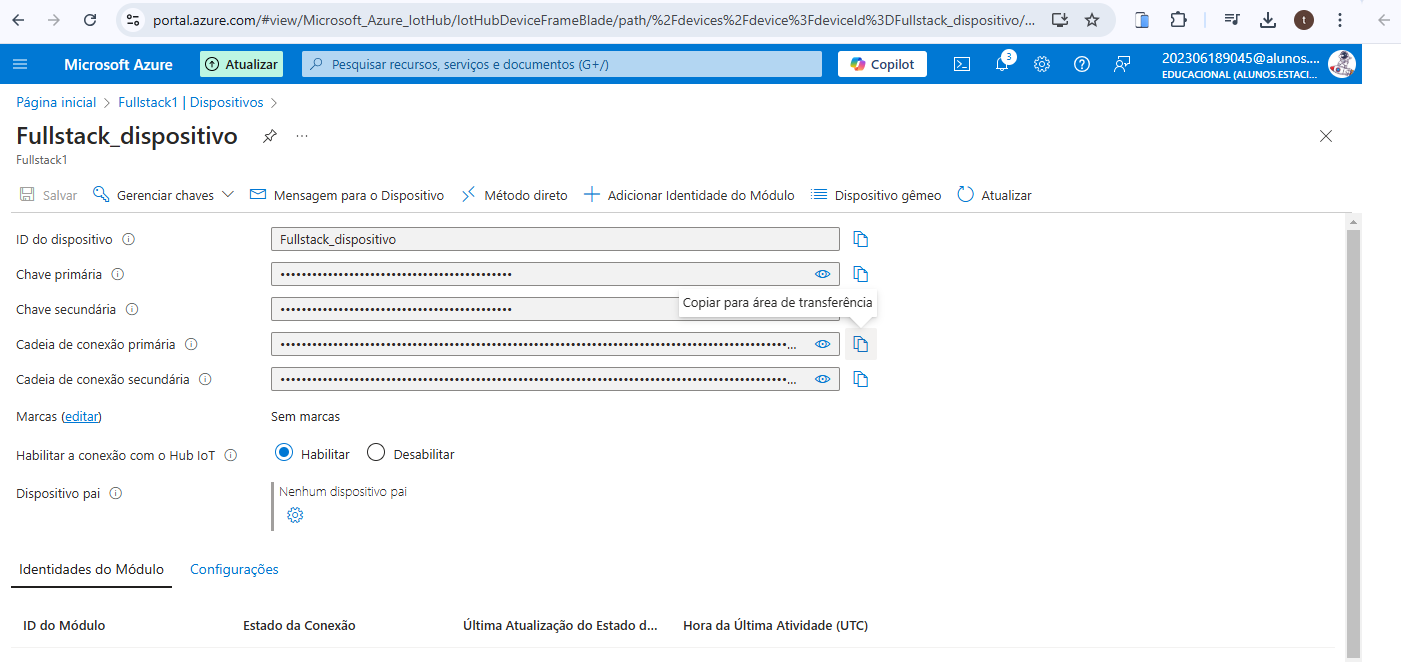 portal.azure.com/#view/Microsoft_Azure_IotHub/IotHubDeviceFrameBlade/path/%2Fdevices%2Fdevice%3FdeviceId%3DFullstack_dispositivo/...
t
Microsoft Azure
Atualizar
Pesquisar recursos, serviços e documentos (G+/)
Copilot
3
202306189045@alunos....
EDUCACIONAL (ALUNOS.ESTACI...
Página inicial > Fullstack1 | Dispositivos >
Fullstack_dispositivo
...
Fullstack1
Salvar
Gerenciar chaves
Mensagem para o Dispositivo
Método direto
Adicionar Identidade do Módulo
Dispositivo gêmeo
Atualizar
ID do dispositivo
Fullstack_dispositivo
Chave primária
Chave secundária
Copiar para área de transferência
Cadeia de conexão primária
Cadeia de conexão secundária
Marcas (editar)
Sem marcas
Habilitar a conexão com o Hub IoT
Habilitar
Desabilitar
Dispositivo pai
Nenhum dispositivo pai
Identidades do Módulo
Configurações
ID do Módulo
Estado da Conexão
Última Atualização do Estado d...
Hora da Última Atividade (UTC)